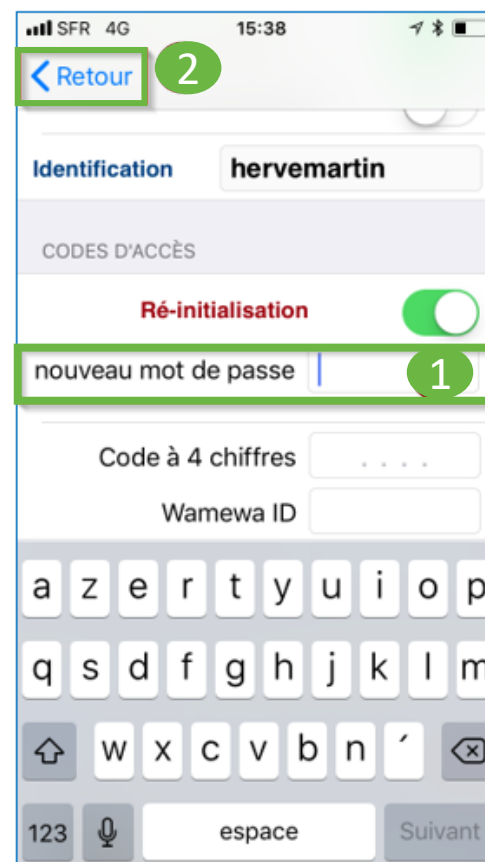 SFR 4G 15:38
Retour 2
Identification hervemartin
CODES D'ACCÈS
Ré-initialisation
nouveau mot de passe 1
Code à 4 chiffres . . . .
Wamewa ID
a z e r t y u i o p
q s d f g h j k l m
w x c v b n ´
123 espace Suivant